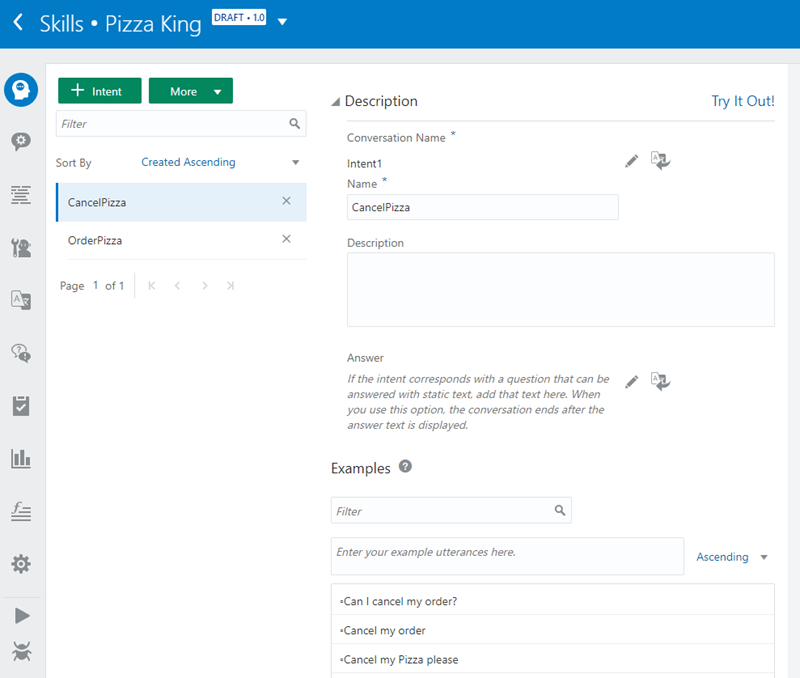 Skills • Pizza King DRAFT • 1.0
+ Intent
More
Filter
Sort By Created Ascending
CancelPizza
OrderPizza
Page 1 of 1
Description
Try It Out!
Conversation Name *
Intent1
Name *
CancelPizza
Description
Answer
If the intent corresponds with a question that can be
answered with static text, add that text here. When
you use this option, the conversation ends after the
answer text is displayed.
Examples
Filter
Enter your example utterances here.
Ascending
Can I cancel my order?
Cancel my order
Cancel my Pizza please